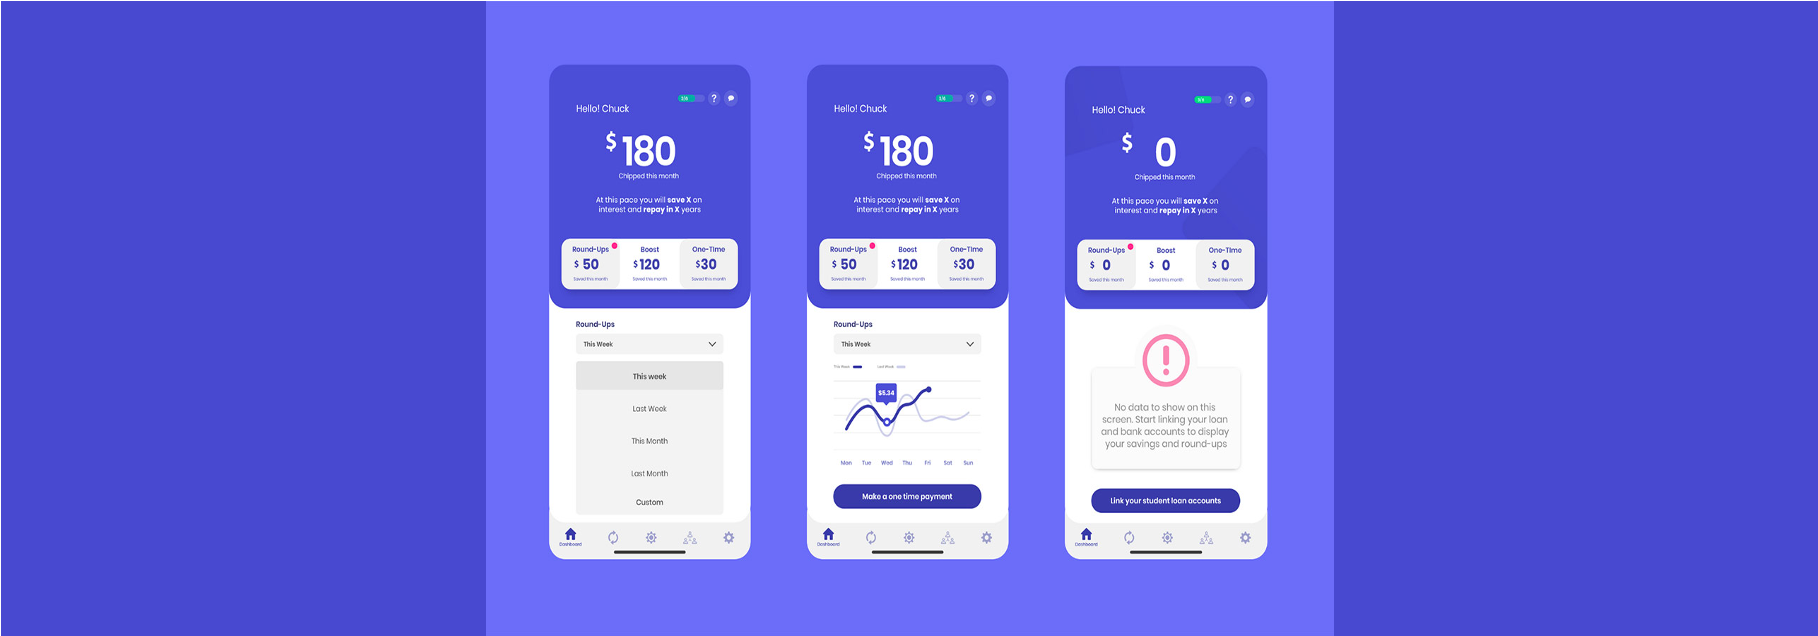 Hello! Chuck
$ 180
Chipped this month
At this pace you will save X on
interest and repay in X years
Round-Ups
$ 50
Saved this month
Boost
$ 120
Saved this month
One-Time
$30
Saved this month
Round-Ups
This Week
This week
Last Week
This Month
Last Month
Custom
Dashboard
Hello! Chuck
$ 180
Chipped this month
At this pace you will save X on
interest and repay in X years
Round-Ups
$ 50
Saved this month
Boost
$ 120
Saved this month
One-Time
$30
Saved this month
Round-Ups
This Week
This Week
Last Week
$5.34
Mon Tue Wed Thu Fri Sat Sun
Make a one time payment
Dashboard
Hello! Chuck
$ 0
Chipped this month
At this pace you will save X on
interest and repay in X years
Round-Ups
$ 0
Saved this month
Boost
$ 0
Saved this month
One-Time
$ 0
Saved this month
No data to show on this
screen. Start linking your loan
and bank accounts to display
your savings and round-ups
Link your student loan accounts
Dashboard